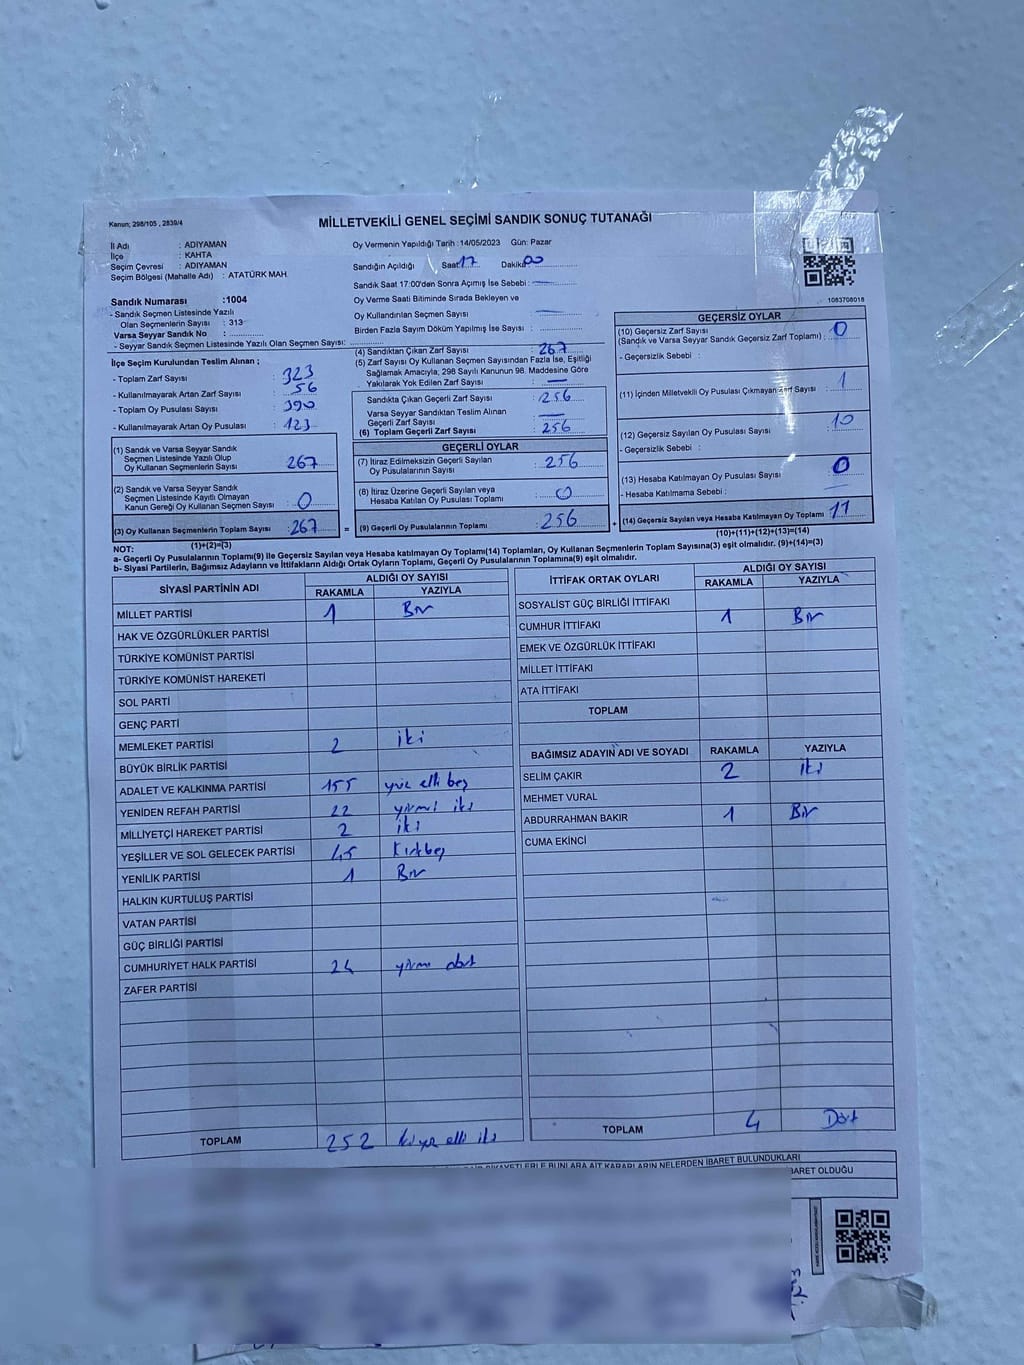 Kanun; 298/105 , 2839/4
MİLLETVEKİLİ GENEL SEÇİMİ SANDIK SONUÇ TUTANAĞI
İl Adı : ADIYAMAN
İlçe : KAHTA
Seçim Çevresi : ADIYAMAN
Seçim Bölgesi (Mahalle Adı) : ATATÜRK MAH.
Sandık Numarası :1004
- Sandık Seçmen Listesinde Yazılı
Olan Seçmenlerin Sayısı : 313
Varsa Seyyar Sandık No :
- Seyyar Sandık Seçmen Listesinde Yazılı Olan Seçmen Sayısı:
İlçe Seçim Kurulundan Teslim Alınan ;
- Toplam Zarf Sayısı : 323
- Kullanılmayarak Artan Zarf Sayısı : 56
- Toplam Oy Pusulası Sayısı : 390
- Kullanılmayarak Artan Oy Pusulası : 123
(1) Sandık ve Varsa Seyyar Sandık
Seçmen Listesinde Yazılı Olup
Oy Kullanan Seçmenlerin Sayısı : 267
(2) Sandık ve Varsa Seyyar Sandık
Seçmen Listesinde Kayıtlı Olmayan
Kanun Gereği Oy Kullanan Seçmen Sayısı : 0
(3) Oy Kullanan Seçmenlerin Toplam Sayısı : 267 =
(1)+(2)=(3)
Oy Vermenin Yapıldığı Tarih :14/05/2023 Gün: Pazar
Sandığın Açıldığı Saat: 17 Dakika: 00
Sandık Saat 17:00'den Sonra Açılmış İse Sebebi :
Oy Verme Saati Bitiminde Sırada Bekleyen ve
Oy Kullandırılan Seçmen Sayısı :
Birden Fazla Sayım Döküm Yapılmış İse Sayısı :
(4) Sandıktan Çıkan Zarf Sayısı : 267
(5) Zarf Sayısı Oy Kullanan Seçmen Sayısından Fazla İse, Eşitliği
Sağlamak Amacıyla, 298 Sayılı Kanunun 98. Maddesine Göre
Yakılarak Yok Edilen Zarf Sayısı :
Sandıkta Çıkan Geçerli Zarf Sayısı : 256
Varsa Seyyar Sandıktan Teslim Alınan
Geçerli Zarf Sayısı :
(6) Toplam Geçerli Zarf Sayısı : 256
GEÇERLİ OYLAR
(7) İtiraz Edilmeksizin Geçerli Sayılan
Oy Pusulalarının Sayısı : 256
(8) İtiraz Üzerine Geçerli Sayılan veya
Hesaba Katılan Oy Pusulası Toplamı : 0
(9) Geçerli Oy Pusulalarının Toplamı : 256 +
1083708018
GEÇERSİZ OYLAR
(10) Geçersiz Zarf Sayısı
(Sandık ve Varsa Seyyar Sandık Geçersiz Zarf Toplamı) : 0
- Geçersizlik Sebebi :
(11) İçinden Milletvekili Oy Pusulası Çıkmayan Zarf Sayısı : 1
(12) Geçersiz Sayılan Oy Pusulası Sayısı : 10
- Geçersizlik Sebebi :
(13) Hesaba Katılmayan Oy Pusulası Sayısı : 0
- Hesaba Katılmama Sebebi :
(14) Geçersiz Sayılan veya Hesaba Katılmayan Oy Toplamı : 11
(10)+(11)+(12)+(13)=(14)
NOT:
a- Geçerli Oy Pusulalarının Toplamı(9) ile Geçersiz Sayılan veya Hesaba katılmayan Oy Toplamı(14) Toplamları, Oy Kullanan Seçmenlerin Toplam Sayısına(3) eşit olmalıdır. (9)+(14)=(3)
b- Siyasi Partilerin, Bağımsız Adayların ve İttifakların Aldığı Ortak Oyların Toplamı, Geçerli Oy Pusulalarının Toplamına(9) eşit olmalıdır.
SİYASİ PARTİNİN ADI ALDIĞI OY SAYISI
RAKAMLA YAZIYLA
MİLLET PARTİSİ 1 Bir
HAK VE ÖZGÜRLÜKLER PARTİSİ
TÜRKİYE KOMÜNİST PARTİSİ
TÜRKİYE KOMÜNİST HAREKETİ
SOL PARTİ
GENÇ PARTİ
MEMLEKET PARTİSİ 2 iki
BÜYÜK BİRLİK PARTİSİ
ADALET VE KALKINMA PARTİSİ 155 yüz elli beş
YENİDEN REFAH PARTİSİ 22 yirmi iki
MİLLİYETÇİ HAREKET PARTİSİ 2 iki
YEŞİLLER VE SOL GELECEK PARTİSİ 45 Kırkbeş
YENİLİK PARTİSİ 1 Bir
HALKIN KURTULUŞ PARTİSİ
VATAN PARTİSİ
GÜÇ BİRLİĞİ PARTİSİ
CUMHURİYET HALK PARTİSİ 24 yirmi dört
ZAFER PARTİSİ
TOPLAM 252 iki yüz elli iki
İTTİFAK ORTAK OYLARI ALDIĞI OY SAYISI
RAKAMLA YAZIYLA
SOSYALİST GÜÇ BİRLİĞİ İTTİFAKI
CUMHUR İTTİFAKI 1 Bir
EMEK VE ÖZGÜRLÜK İTTİFAKI
MİLLET İTTİFAKI
ATA İTTİFAKI
TOPLAM
BAĞIMSIZ ADAYIN ADI VE SOYADI RAKAMLA YAZIYLA
SELİM ÇAKIR 2 iki
MEHMET VURAL
ABDURRAHMAN BAKIR 1 Bir
CUMA EKİNCİ
TOPLAM 4 Dört
ŞİKAYETLERLE BUNLARA AİT KARARLARIN NELERDEN İBARET BULUNDUKLARI
İBARET OLDUĞU